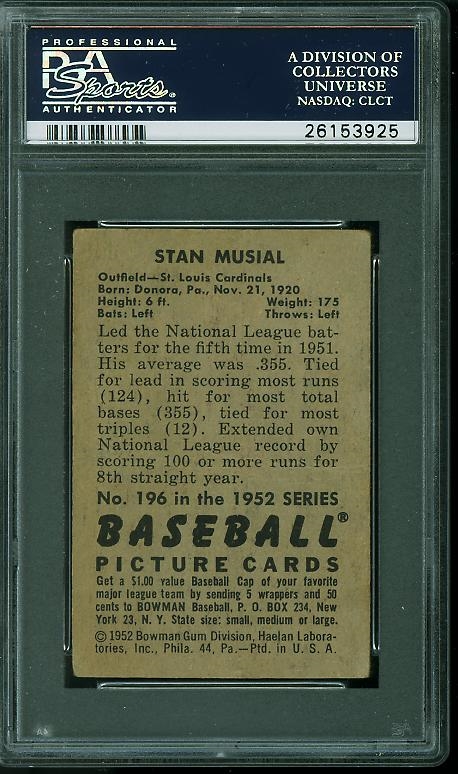 PROFESSIONAL
PSA
Sports
AUTHENTICATOR
A DIVISION OF
COLLECTORS
UNIVERSE
NASDAQ: CLCT
26153925
STAN MUSIAL
Outfield—St. Louis Cardinals
Born: Donora, Pa., Nov. 21, 1920
Height: 6 ft. Weight: 175
Bats: Left Throws: Left
Led the National League bat-
ters for the fifth time in 1951.
His average was .355. Tied
for lead in scoring most runs
(124), hit for most total
bases (355), tied for most
triples (12). Extended own
National League record by
scoring 100 or more runs for
8th straight year.
No. 196 in the 1952 SERIES
BASEBALL®
PICTURE CARDS
Get a $1.00 value Baseball Cap of your favorite
major league team by sending 5 wrappers and 50
cents to BOWMAN Baseball, P. O. BOX 234, New
York 23, N. Y. State size: small, medium or large.
©1952 Bowman Gum Division, Haelan Labora-
tories, Inc., Phila. 44, Pa.—Ptd. in U. S. A.